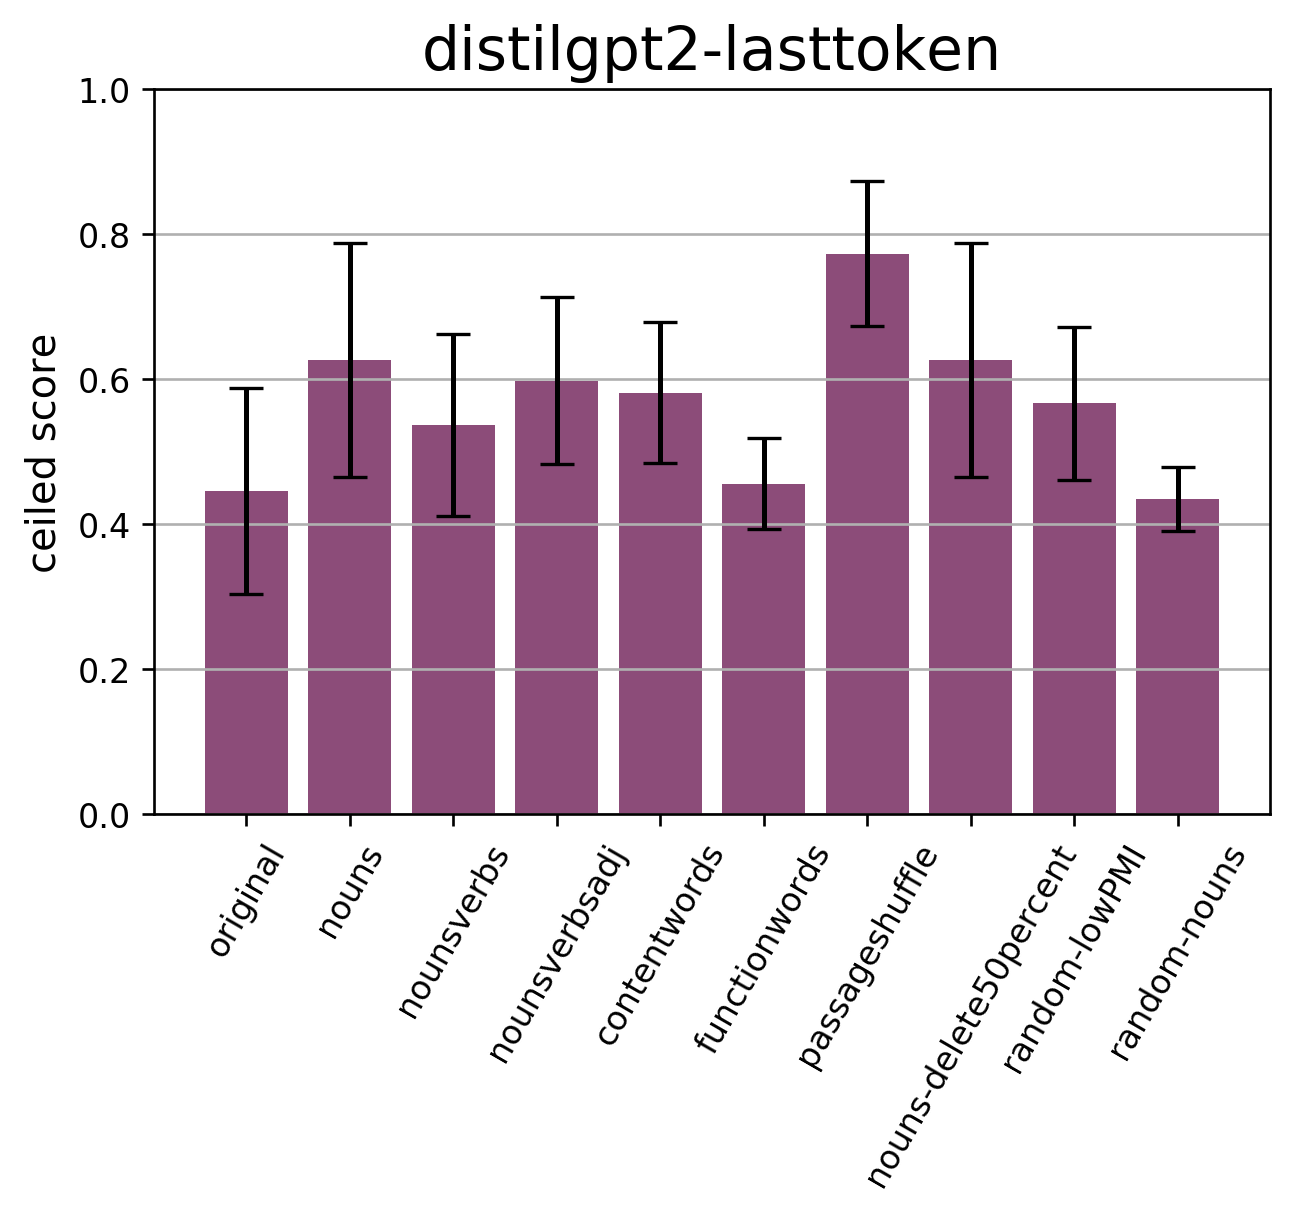 distilgpt2-lasttoken
1.0
0.8
0.6
0.4
0.2
0.0
ceiled score
original
nouns
nounsverbs
nounsverbsadj
contentwords
functionwords
passageshuffle
nouns-delete50percent
random-lowPMI
random-nouns